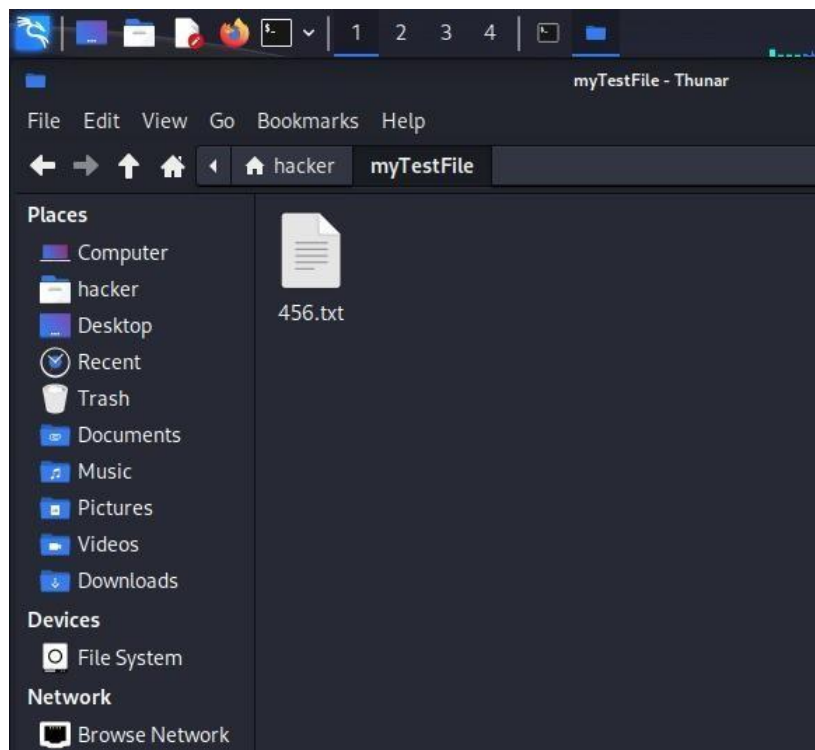 1 2 3 4
myTestFile - Thunar
File Edit View Go Bookmarks Help
hacker myTestFile
Places
Computer
hacker
Desktop
Recent
Trash
Documents
Music
Pictures
Videos
Downloads
Devices
File System
Network
Browse Network
456.txt